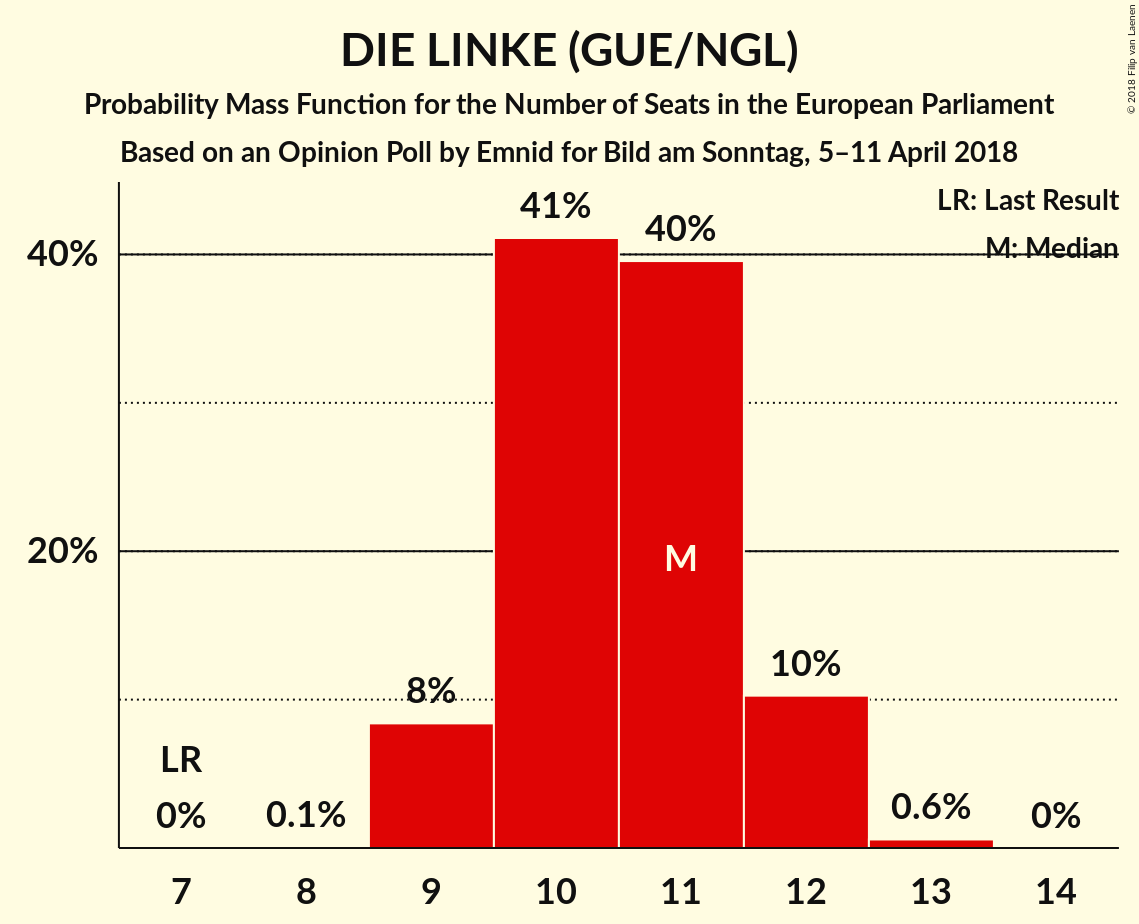 DIE LINKE (GUE/NGL)
Probability Mass Function for the Number of Seats in the European Parliament
Based on an Opinion Poll by Emnid for Bild am Sonntag, 5–11 April 2018
© 2018 Filip van Laenen
LR: Last Result
M: Median
41%
40%
40%
20%
M
10%
8%
LR
0%
0.1%
0.6%
0%
7 8 9 10 11 12 13 14